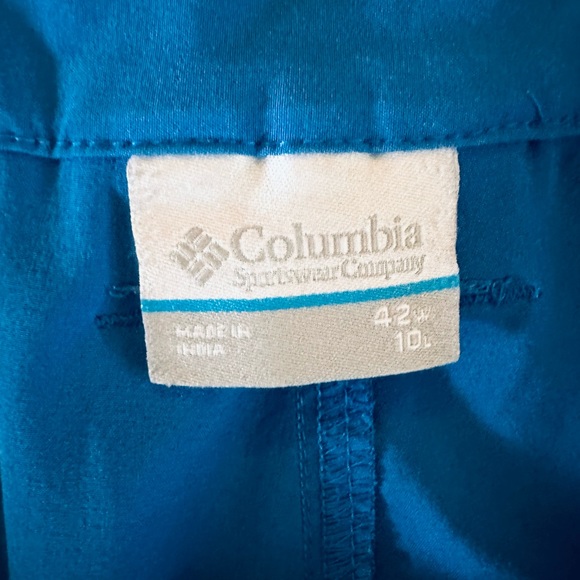 Columbia
Sportswear Company
MADE IN
INDIA
42W
10L